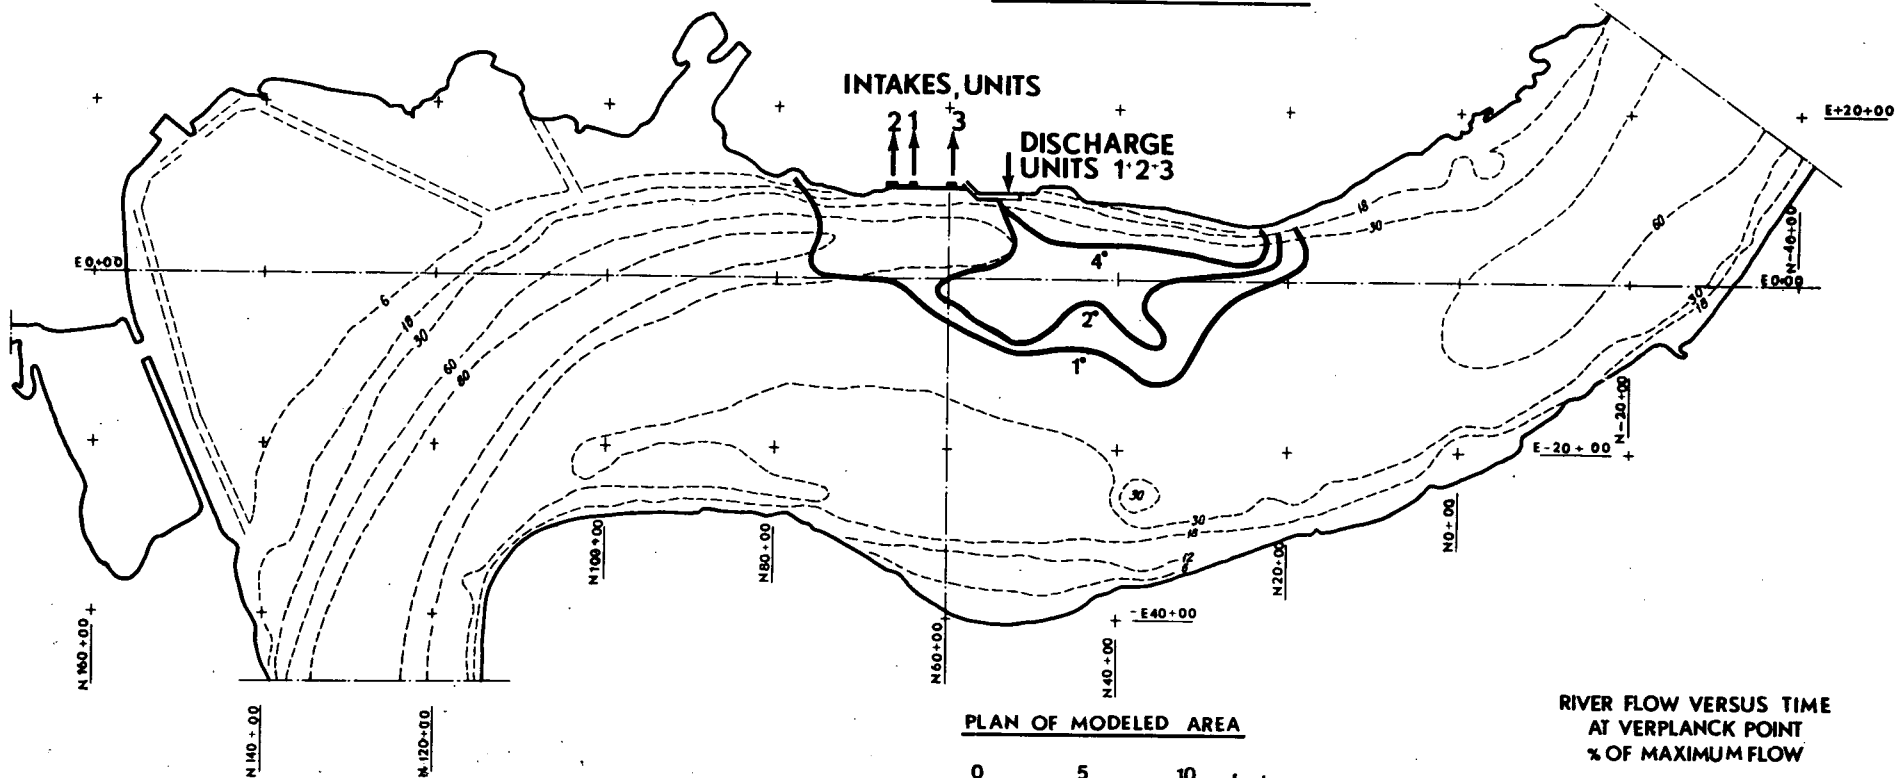 INTAKES, UNITS
2 1 3
DISCHARGE
UNITS 1+2+3
E+20+00
E0+00
E0+00
N-40+00
N-20+00
E-20+00
-E40+00
N0+00
N20+00
N40+00
N60+00
N80+00
N100+00
N120+00
N140+00
N160+00
6
18
30
60
80
18
30
60
30
18
30
30
18
12
6
4°
2°
1°
PLAN OF MODELED AREA
0 5 10
RIVER FLOW VERSUS TIME
AT VERPLANCK POINT
% OF MAXIMUM FLOW